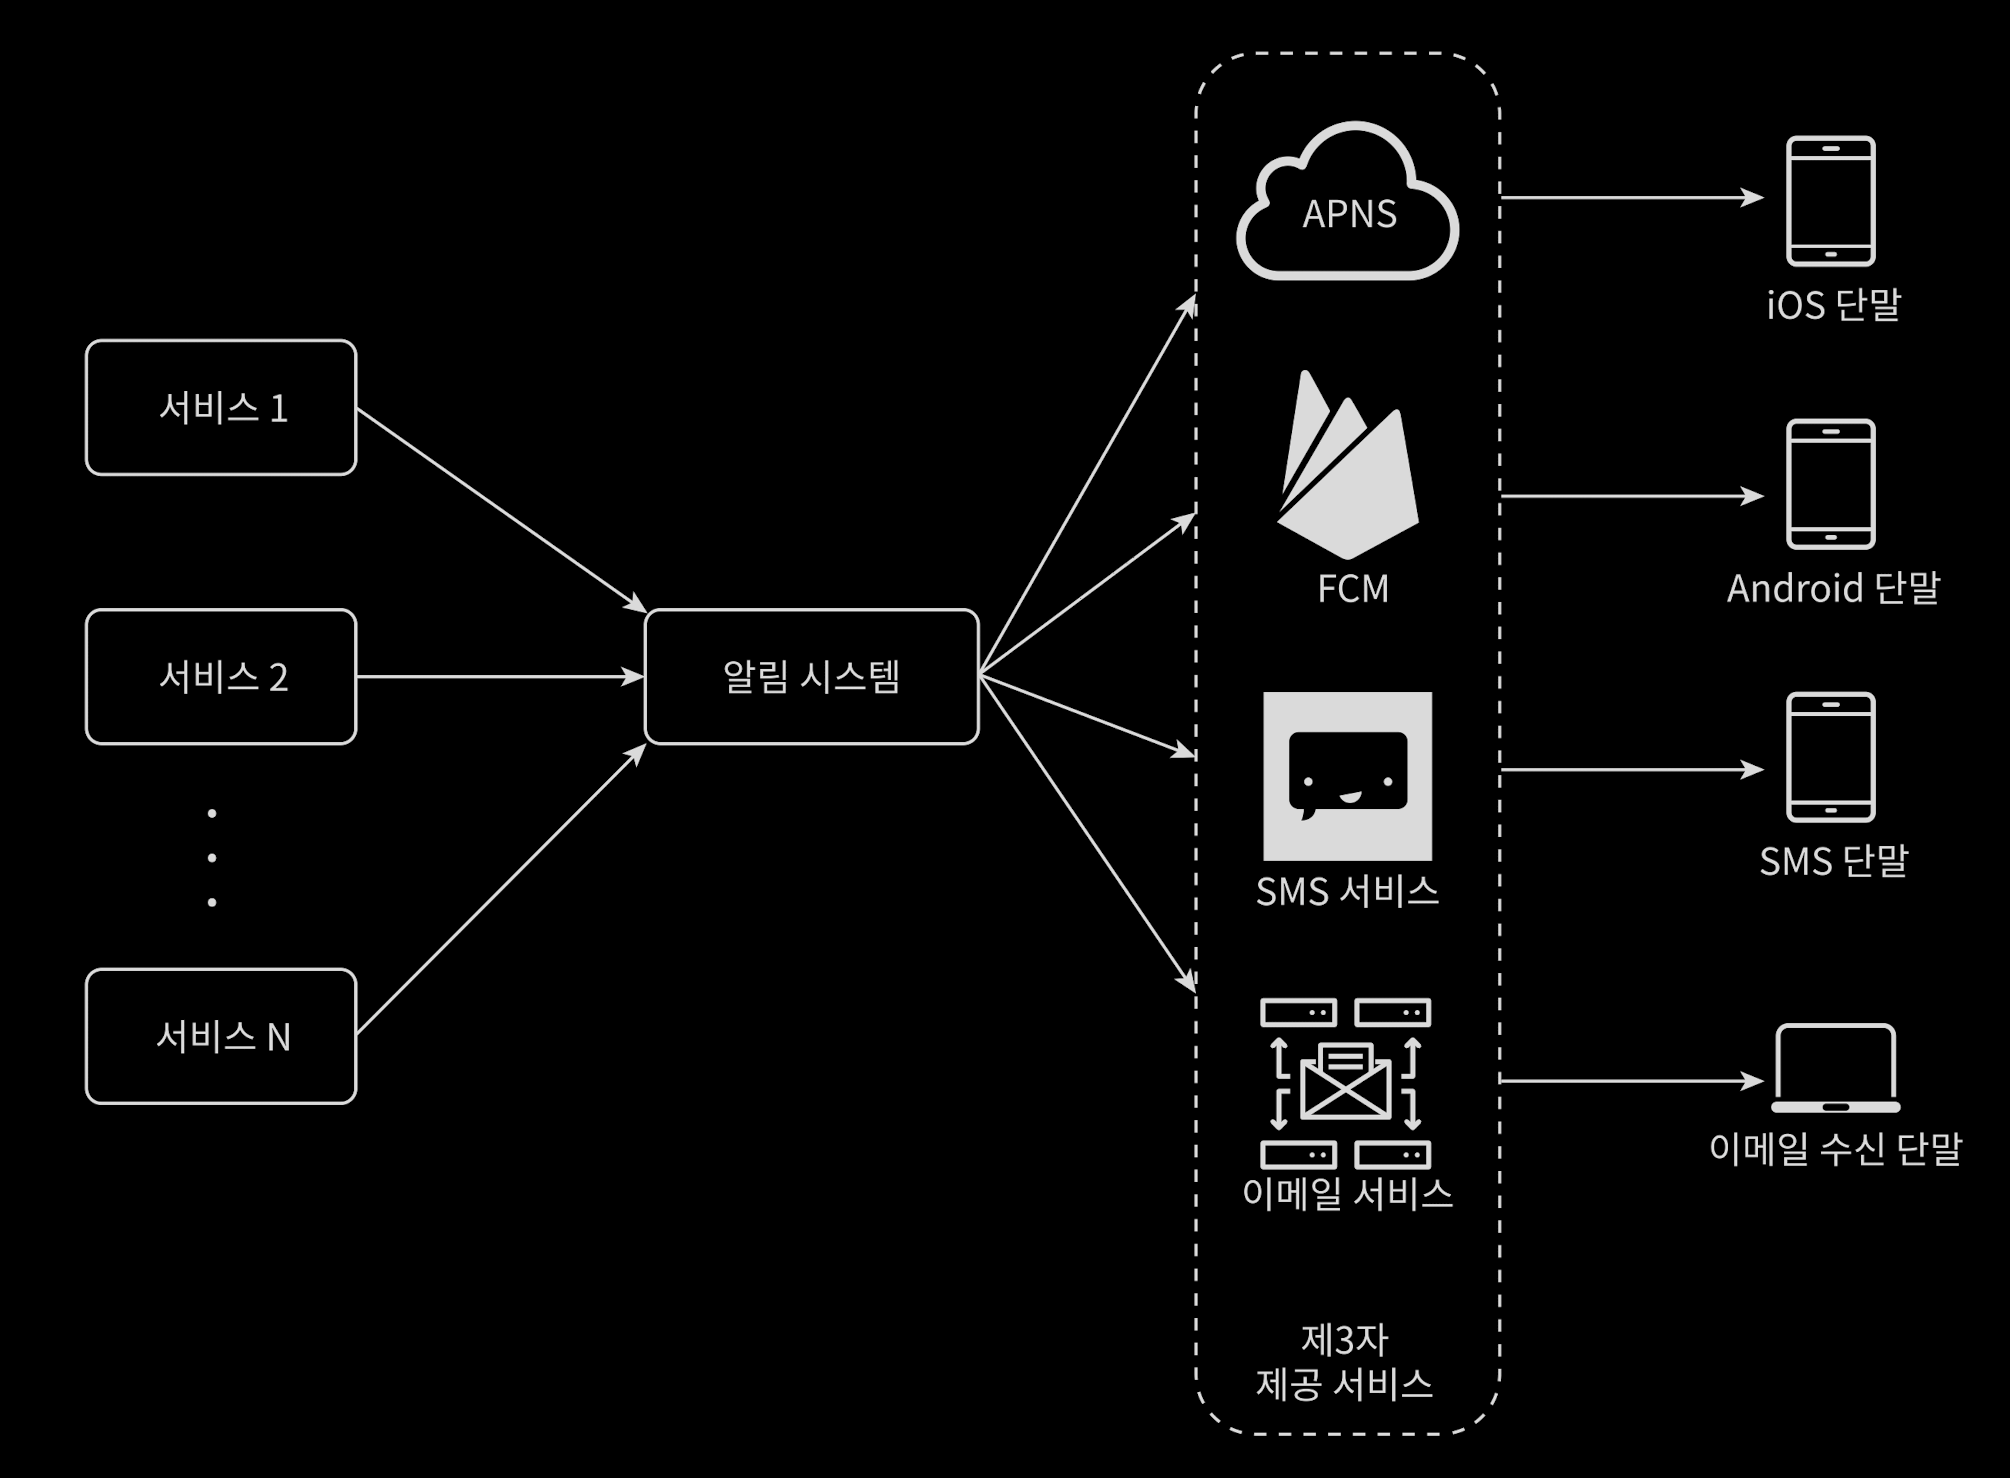 서비스 1
서비스 2
서비스 N
알림 시스템
APNS
FCM
SMS 서비스
이메일 서비스
제3자
제공 서비스
iOS 단말
Android 단말
SMS 단말
이메일 수신 단말